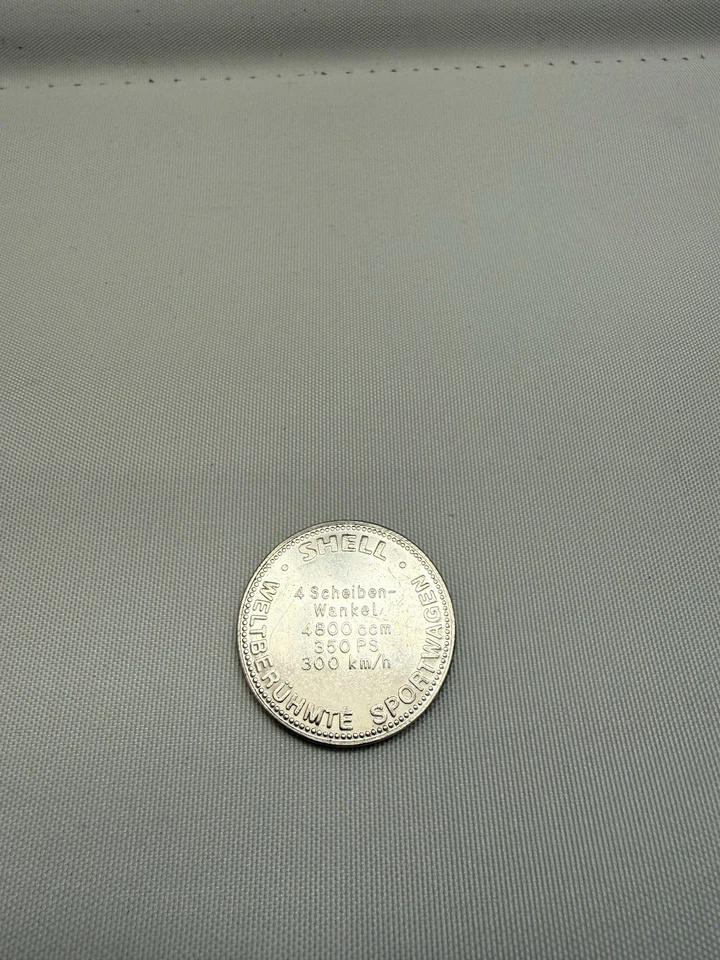 • SHELL •
4 Scheiben-
Wankel
4800 ccm
350 PS
300 km/h
WELTBERÜHMTE SPORTWAGEN